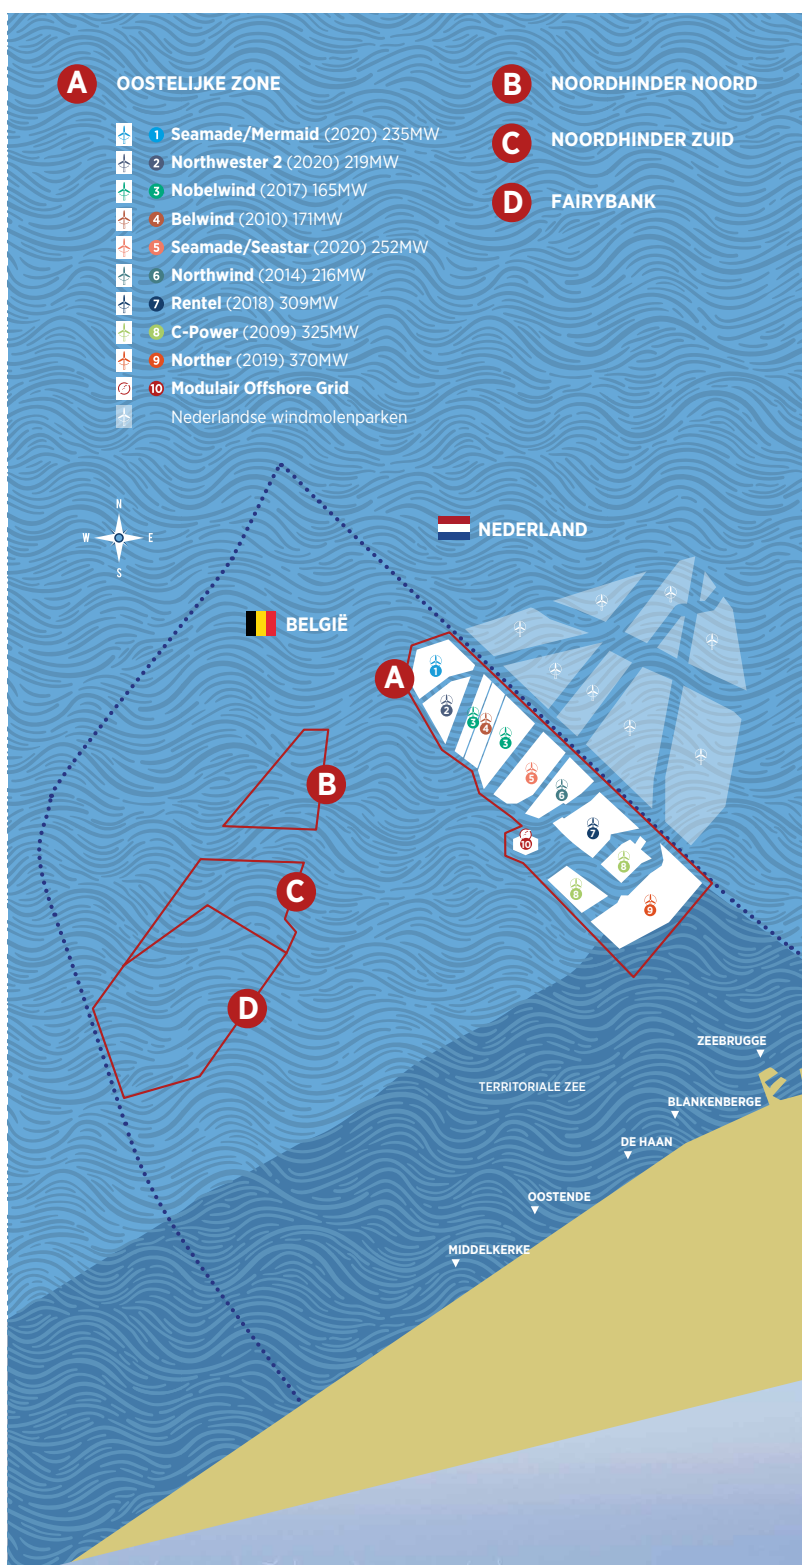 A OOSTELIJKE ZONE
1 Seamade/Mermaid (2020) 235MW
2 Northwester 2 (2020) 219MW
3 Nobelwind (2017) 165MW
4 Belwind (2010) 171MW
5 Seamade/Seastar (2020) 252MW
6 Northwind (2014) 216MW
7 Rentel (2018) 309MW
8 C-Power (2009) 325MW
9 Norther (2019) 370MW
10 Modulair Offshore Grid
Nederlandse windmolenparken
B NOORDHINDER NOORD
C NOORDHINDER ZUID
D FAIRYBANK
N
W E
S
NEDERLAND
BELGIË
A
1
2
3
4
3
5
6
7
8
10
8
9
B
C
D
ZEEBRUGGE
TERRITORIALE ZEE
BLANKENBERGE
DE HAAN
OOSTENDE
MIDDELKERKE